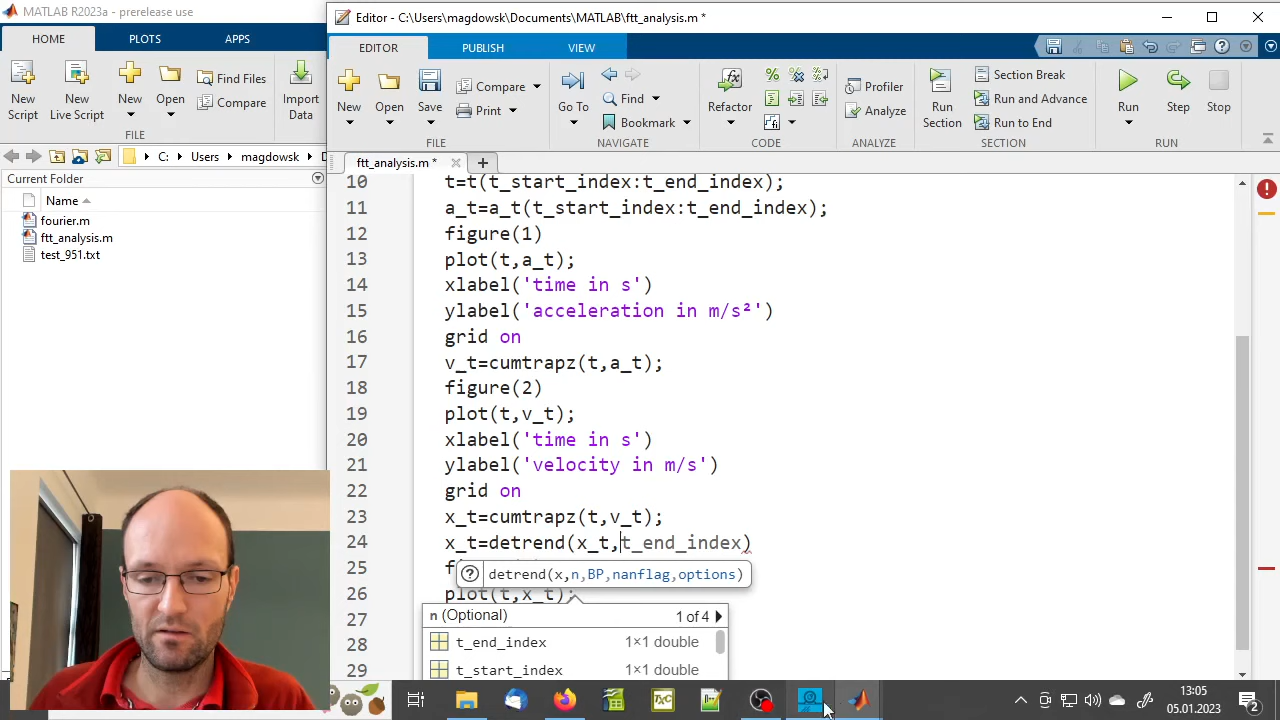 MATLAB R2023a - prerelease use
HOME PLOTS APPS
New Script
New Live Script
New
Open
Find Files
Compare
Import Data
FILE
C: Users magdowsk
Current Folder
Name
fourier.m
ftt_analysis.m
test_951.txt
Editor - C:\Users\magdowsk\Documents\MATLAB\ftt_analysis.m *
EDITOR PUBLISH VIEW
New
Open
Save
Compare
Print
FILE
Go To
Find
Bookmark
NAVIGATE
Refactor
CODE
Profiler
Analyze
ANALYZE
Run Section
Section Break
Run and Advance
Run to End
SECTION
Run
Step
Stop
RUN
ftt_analysis.m *
10 t=t(t_start_index:t_end_index);
11 a_t=a_t(t_start_index:t_end_index);
12 figure(1)
13 plot(t,a_t);
14 xlabel('time in s')
15 ylabel('acceleration in m/s²')
16 grid on
17 v_t=cumtrapz(t,a_t);
18 figure(2)
19 plot(t,v_t);
20 xlabel('time in s')
21 ylabel('velocity in m/s')
22 grid on
23 x_t=cumtrapz(t,v_t);
24 x_t=detrend(x_t,t_end_index)
25
detrend(x,n,BP,nanflag,options)
26 plot(t,x_t);
n (Optional) 1 of 4
27
t_end_index 1×1 double
28
t_start_index 1×1 double
29
TXC
13:05
05.01.2023
2